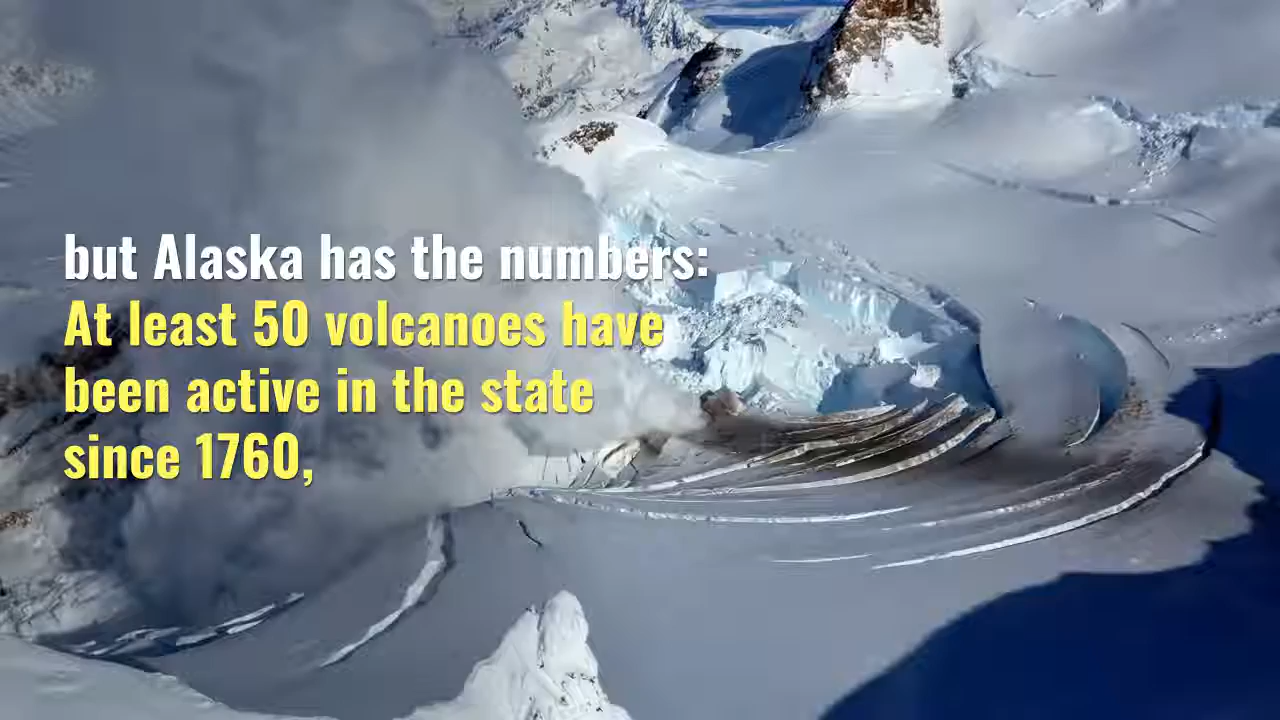 but Alaska has the numbers:
At least 50 volcanoes have
been active in the state
since 1760,